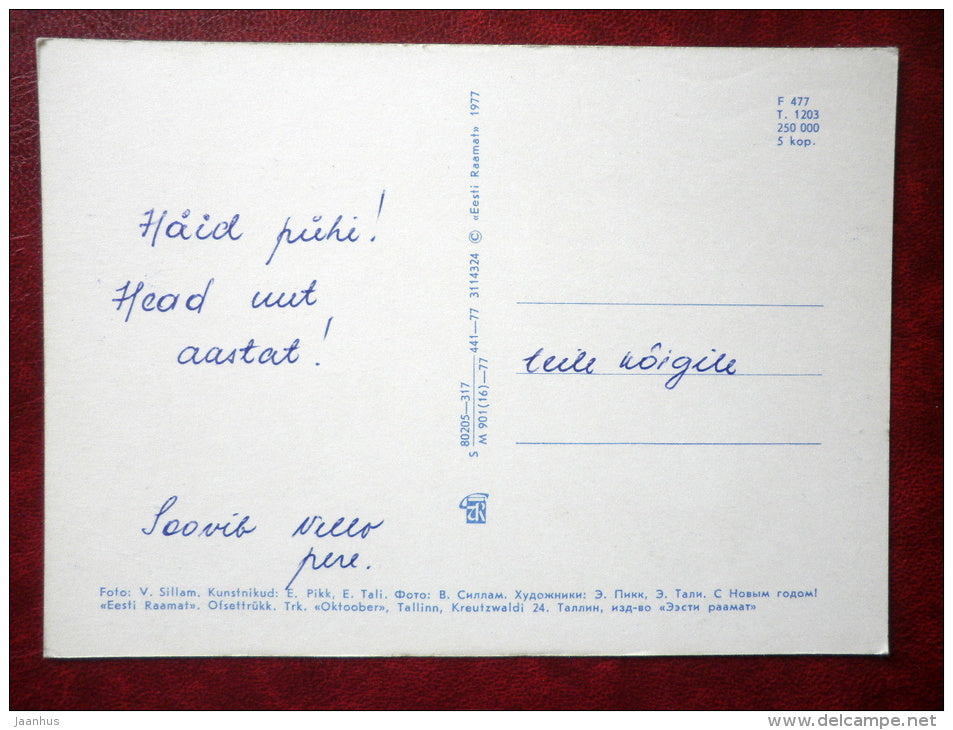 Häid pühi!
Head uut
aastat!
Soovib Vello
pere.
S 80205—317 441—77 3114324 © «Eesti Raamat» 1977
M 901(16)—77
F 477
T. 1203
250 000
5 kop.
teile kõigile
Foto: V. Sillam. Kunstnikud: E. Pikk, E. Tali. Фото: В. Силлам. Художники: Э. Пикк, Э. Тали. С Новым годом!
«Eesti Raamat». Ofsettrükk. Trk. «Oktoober», Tallinn, Kreutzwaldi 24. Таллин, изд-во «Ээсти раамат»
Jaanhus
www.delcampe.net